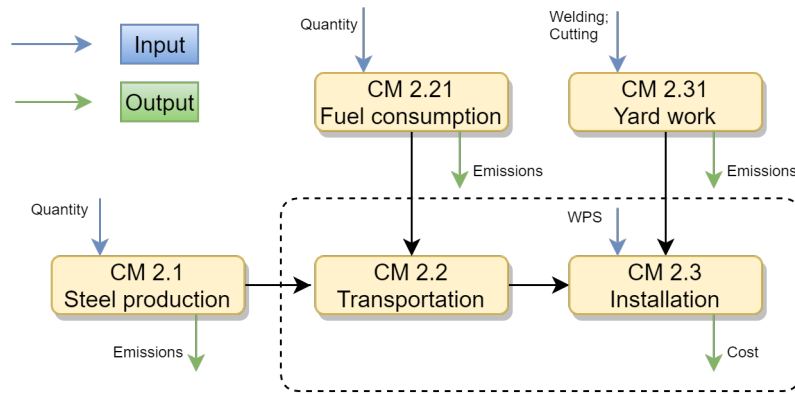 Input
Output
Quantity
Welding;
Cutting
CM 2.21
Fuel consumption
CM 2.31
Yard work
Emissions
Emissions
Quantity
WPS
CM 2.1
Steel production
CM 2.2
Transportation
CM 2.3
Installation
Emissions
Cost